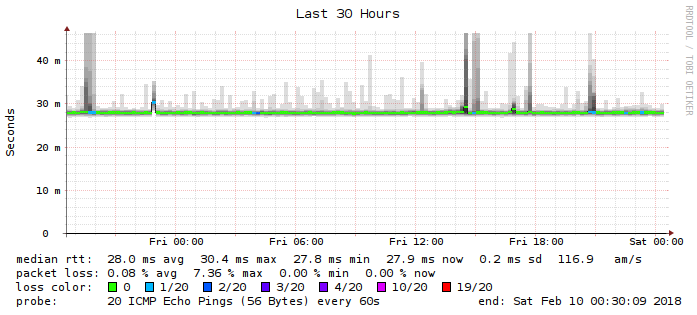 Last 30 Hours
RRDTOOL / TOBI OETIKER
Seconds
40 m
30 m
20 m
10 m
0
Fri 00:00 Fri 06:00 Fri 12:00 Fri 18:00 Sat 00:00
median rtt: 28.0 ms avg 30.4 ms max 27.8 ms min 27.9 ms now 0.2 ms sd 116.9 am/s
packet loss: 0.08 % avg 7.36 % max 0.00 % min 0.00 % now
loss color: 0 1/20 2/20 3/20 4/20 10/20 19/20
probe: 20 ICMP Echo Pings (56 Bytes) every 60s end: Sat Feb 10 00:30:09 2018